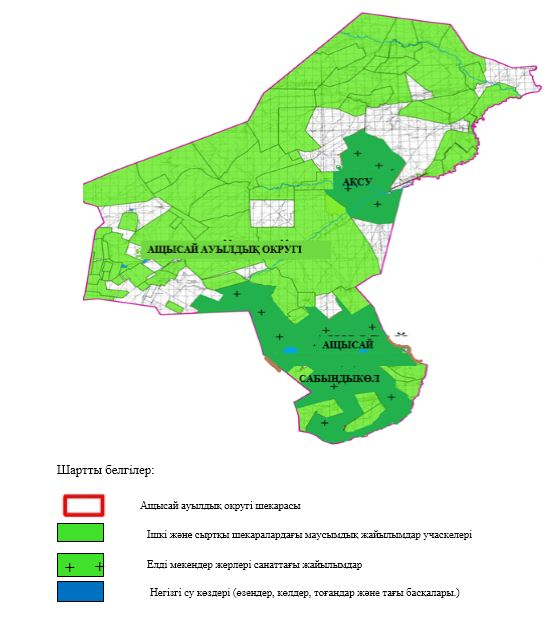 АҚСУ
АЩЫСАЙ АУЫЛДЫҚ ОКРУГІ
АЩЫСАЙ
САБЫНДЫКӨЛ
Шартты белгілер:
Ащысай ауылдық округі шекарасы
Ішкі және сыртқы шекаралардағы маусымдық жайылымдар учаскелері
Елді мекендер жерлері санаттағы жайылымдар
Негізгі су көздері (өзендер, көлдер, тоғандар және тағы басқалары.)